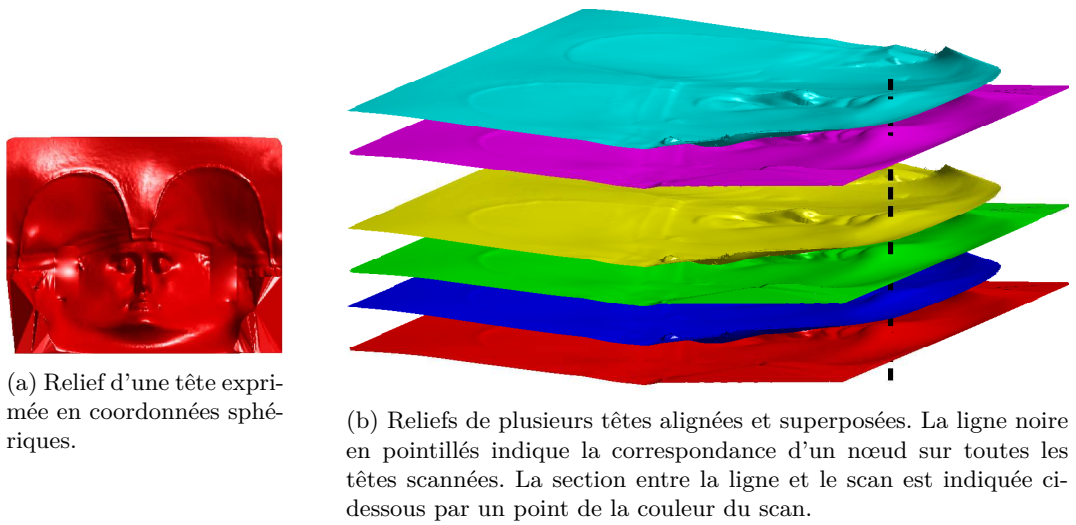 (a) Relief d'une tête expri-
mée en coordonnées sphé-
riques.
(b) Reliefs de plusieurs têtes alignées et superposées. La ligne noire
en pointillés indique la correspondance d'un nœud sur toutes les
têtes scannées. La section entre la ligne et le scan est indiquée ci-
dessous par un point de la couleur du scan.